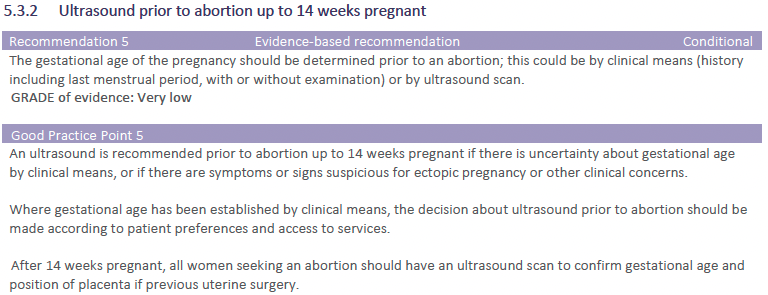 5.3.2 Ultrasound prior to abortion up to 14 weeks pregnant
Recommendation 5 Evidence-based recommendation Conditional
The gestational age of the pregnancy should be determined prior to an abortion; this could be by clinical means (history
including last menstrual period, with or without examination) or by ultrasound scan.
GRADE of evidence: Very low
Good Practice Point 5
An ultrasound is recommended prior to abortion up to 14 weeks pregnant if there is uncertainty about gestational age
by clinical means, or if there are symptoms or signs suspicious for ectopic pregnancy or other clinical concerns.
Where gestational age has been established by clinical means, the decision about ultrasound prior to abortion should be
made according to patient preferences and access to services.
After 14 weeks pregnant, all women seeking an abortion should have an ultrasound scan to confirm gestational age and
position of placenta if previous uterine surgery.